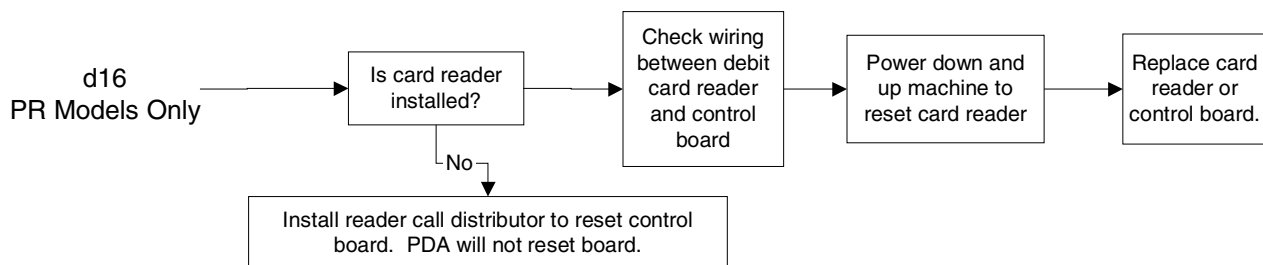 d16
PR Models Only
Is card reader
installed?
Check wiring
between debit
card reader
and control
board
Power down and
up machine to
reset card reader
Replace card
reader or
control board.
No
Install reader call distributor to reset control
board.  PDA will not reset board.